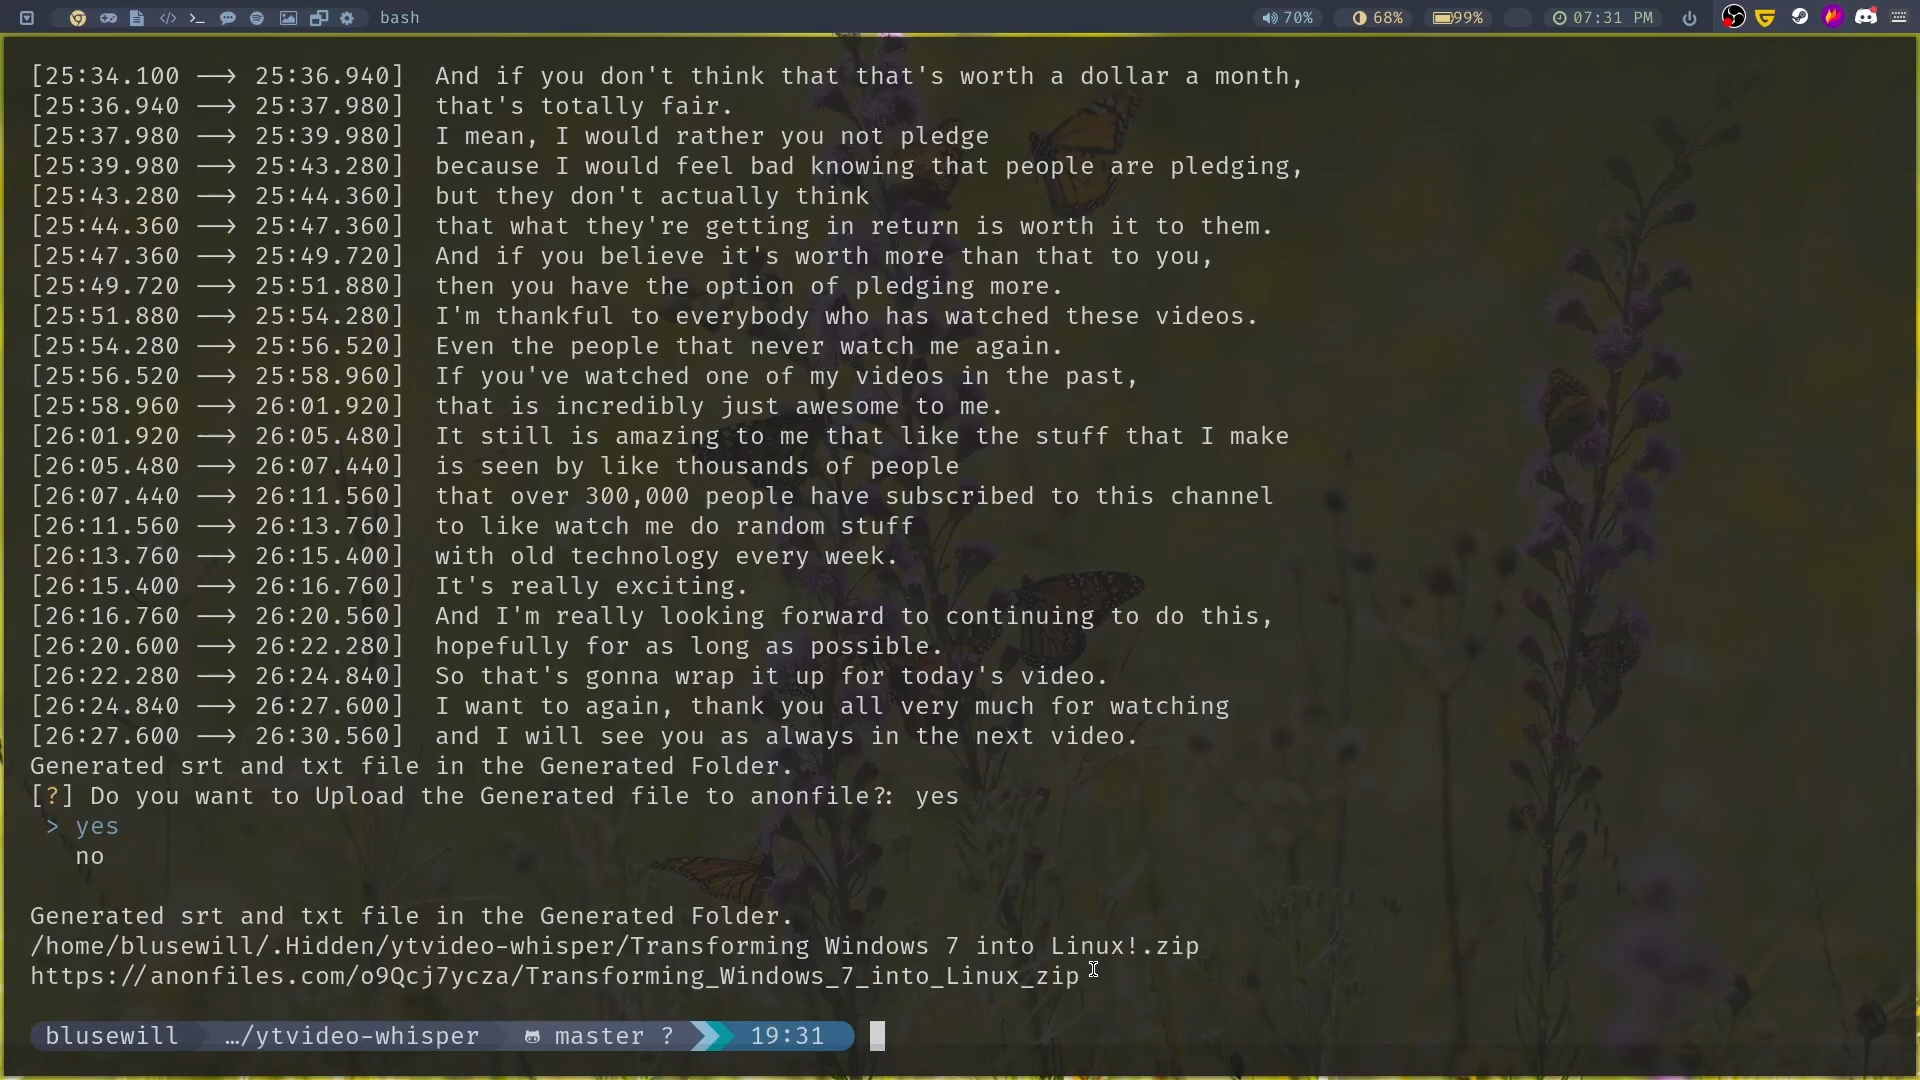 bash 70% 68% 99% 07:31 PM
[25:34.100 --> 25:36.940]  And if you don't think that that's worth a dollar a month,
[25:36.940 --> 25:37.980]  that's totally fair.
[25:37.980 --> 25:39.980]  I mean, I would rather you not pledge
[25:39.980 --> 25:43.280]  because I would feel bad knowing that people are pledging,
[25:43.280 --> 25:44.360]  but they don't actually think
[25:44.360 --> 25:47.360]  that what they're getting in return is worth it to them.
[25:47.360 --> 25:49.720]  And if you believe it's worth more than that to you,
[25:49.720 --> 25:51.880]  then you have the option of pledging more.
[25:51.880 --> 25:54.280]  I'm thankful to everybody who has watched these videos.
[25:54.280 --> 25:56.520]  Even the people that never watch me again.
[25:56.520 --> 25:58.960]  If you've watched one of my videos in the past,
[25:58.960 --> 26:01.920]  that is incredibly just awesome to me.
[26:01.920 --> 26:05.480]  It still is amazing to me that like the stuff that I make
[26:05.480 --> 26:07.440]  is seen by like thousands of people
[26:07.440 --> 26:11.560]  that over 300,000 people have subscribed to this channel
[26:11.560 --> 26:13.760]  to like watch me do random stuff
[26:13.760 --> 26:15.400]  with old technology every week.
[26:15.400 --> 26:16.760]  It's really exciting.
[26:16.760 --> 26:20.560]  And I'm really looking forward to continuing to do this,
[26:20.600 --> 26:22.280]  hopefully for as long as possible.
[26:22.280 --> 26:24.840]  So that's gonna wrap it up for today's video.
[26:24.840 --> 26:27.600]  I want to again, thank you all very much for watching
[26:27.600 --> 26:30.560]  and I will see you as always in the next video.
Generated srt and txt file in the Generated Folder.
[?] Do you want to Upload the Generated file to anonfile?: yes
> yes
no
Generated srt and txt file in the Generated Folder.
/home/blusewill/.Hidden/ytvideo-whisper/Transforming Windows 7 into Linux!.zip
https://anonfiles.com/o9Qcj7ycza/Transforming_Windows_7_into_Linux_zip
blusewill …/ytvideo-whisper master ? 19:31